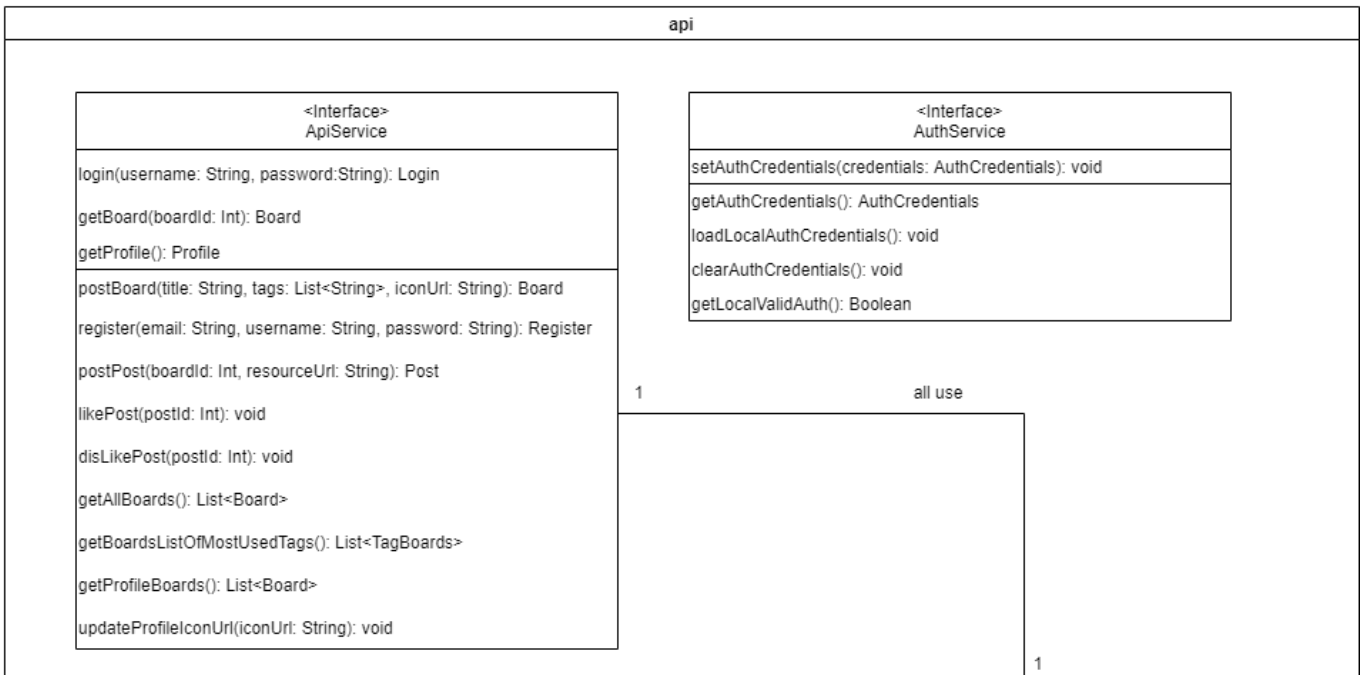 api
<Interface>
ApiService
login(username: String, password:String): Login
getBoard(boardId: Int): Board
getProfile(): Profile
postBoard(title: String, tags: List<String>, iconUrl: String): Board
register(email: String, username: String, password: String): Register
postPost(boardId: Int, resourceUrl: String): Post
likePost(postId: Int): void
disLikePost(postId: Int): void
getAllBoards(): List<Board>
getBoardsListOfMostUsedTags(): List<TagBoards>
getProfileBoards(): List<Board>
updateProfileIconUrl(iconUrl: String): void
<Interface>
AuthService
setAuthCredentials(credentials: AuthCredentials): void
getAuthCredentials(): AuthCredentials
loadLocalAuthCredentials(): void
clearAuthCredentials(): void
getLocalValidAuth(): Boolean
1
all use
1